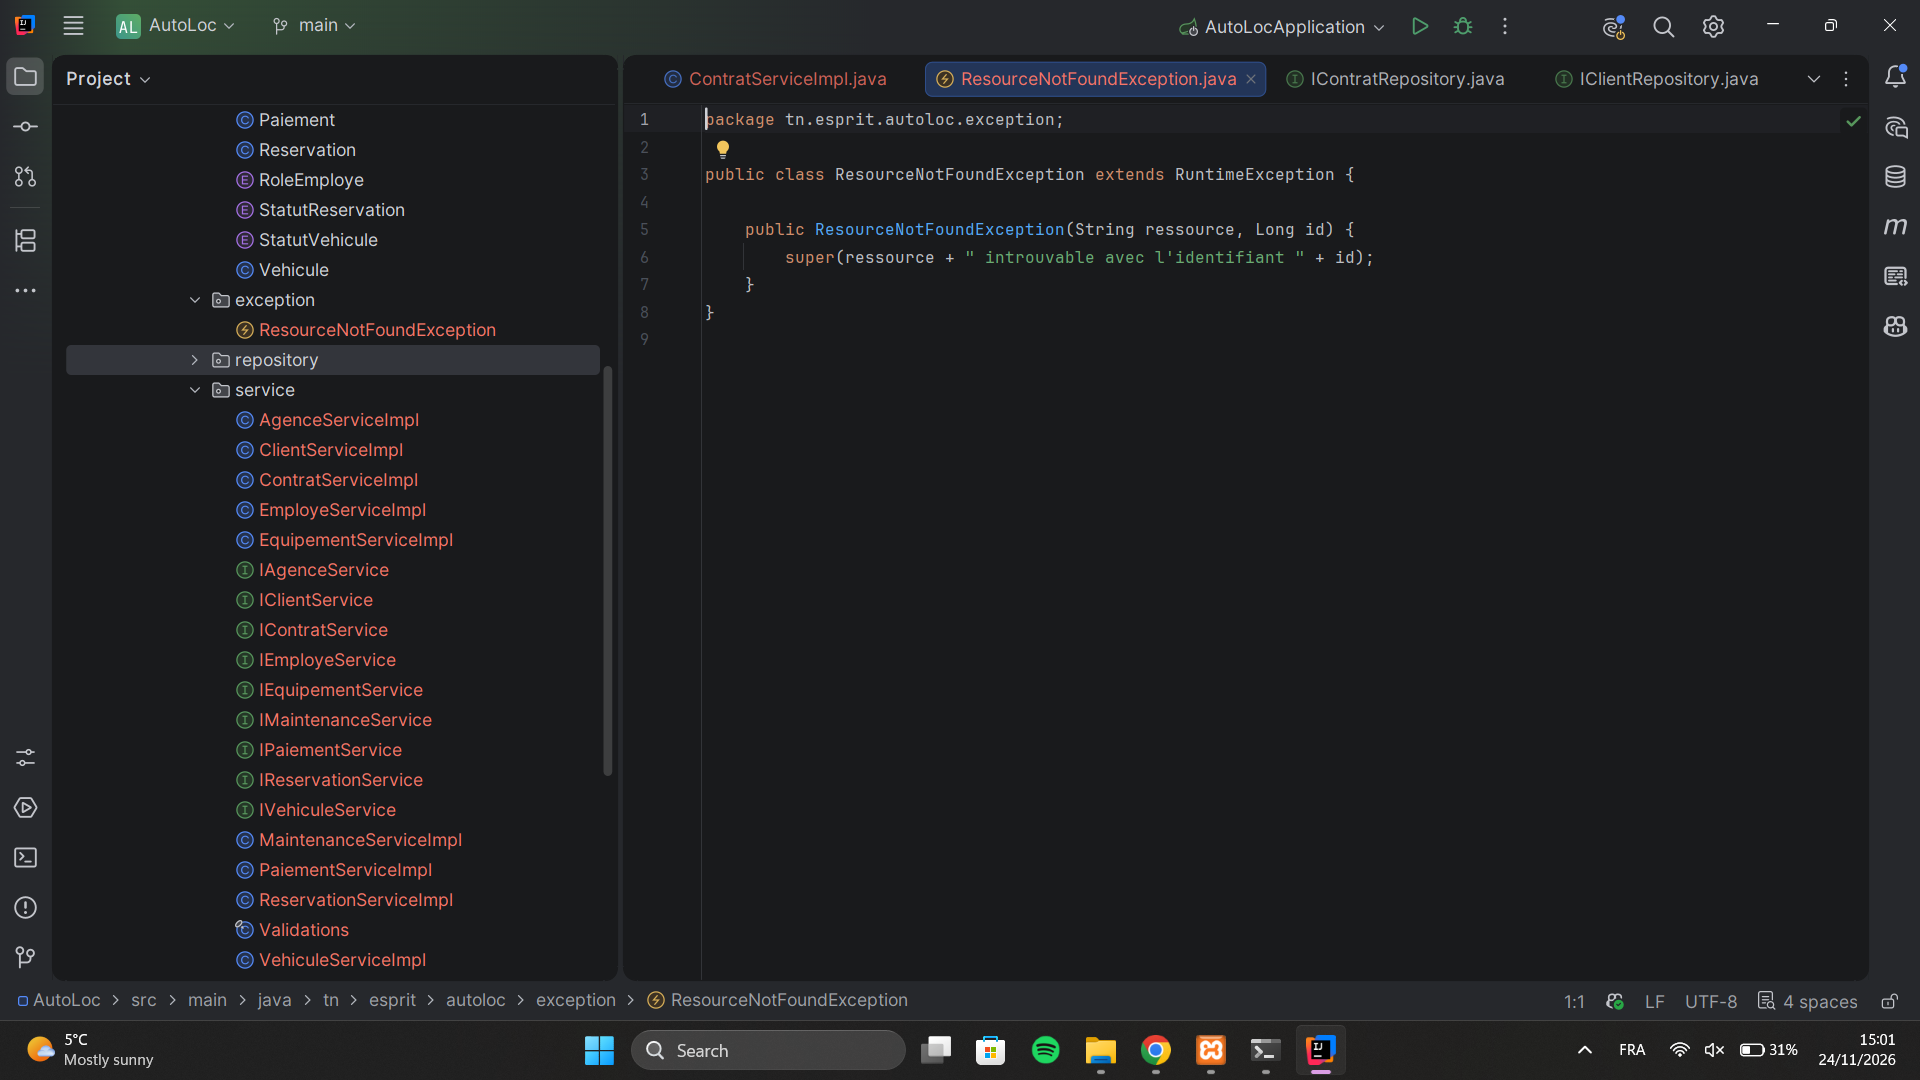 AL AutoLoc main AutoLocApplication
Project
ContratServiceImpl.java ResourceNotFoundException.java IContratRepository.java IClientRepository.java
Paiement
Reservation
RoleEmploye
StatutReservation
StatutVehicule
Vehicule
exception
ResourceNotFoundException
repository
service
AgenceServiceImpl
ClientServiceImpl
ContratServiceImpl
EmployeServiceImpl
EquipementServiceImpl
IAgenceService
IClientService
IContratService
IEmployeService
IEquipementService
IMaintenanceService
IPaiementService
IReservationService
IVehiculeService
MaintenanceServiceImpl
PaiementServiceImpl
ReservationServiceImpl
Validations
VehiculeServiceImpl
1 package tn.esprit.autoloc.exception;
2
3 public class ResourceNotFoundException extends RuntimeException {
4
5 public ResourceNotFoundException(String ressource, Long id) {
6 super(ressource + " introuvable avec l'identifiant " + id);
7 }
8 }
9
AutoLoc > src > main > java > tn > esprit > autoloc > exception > ResourceNotFoundException
1:1 LF UTF-8 4 spaces
5°C
Mostly sunny
Search
FRA
31%
15:01
24/11/2026